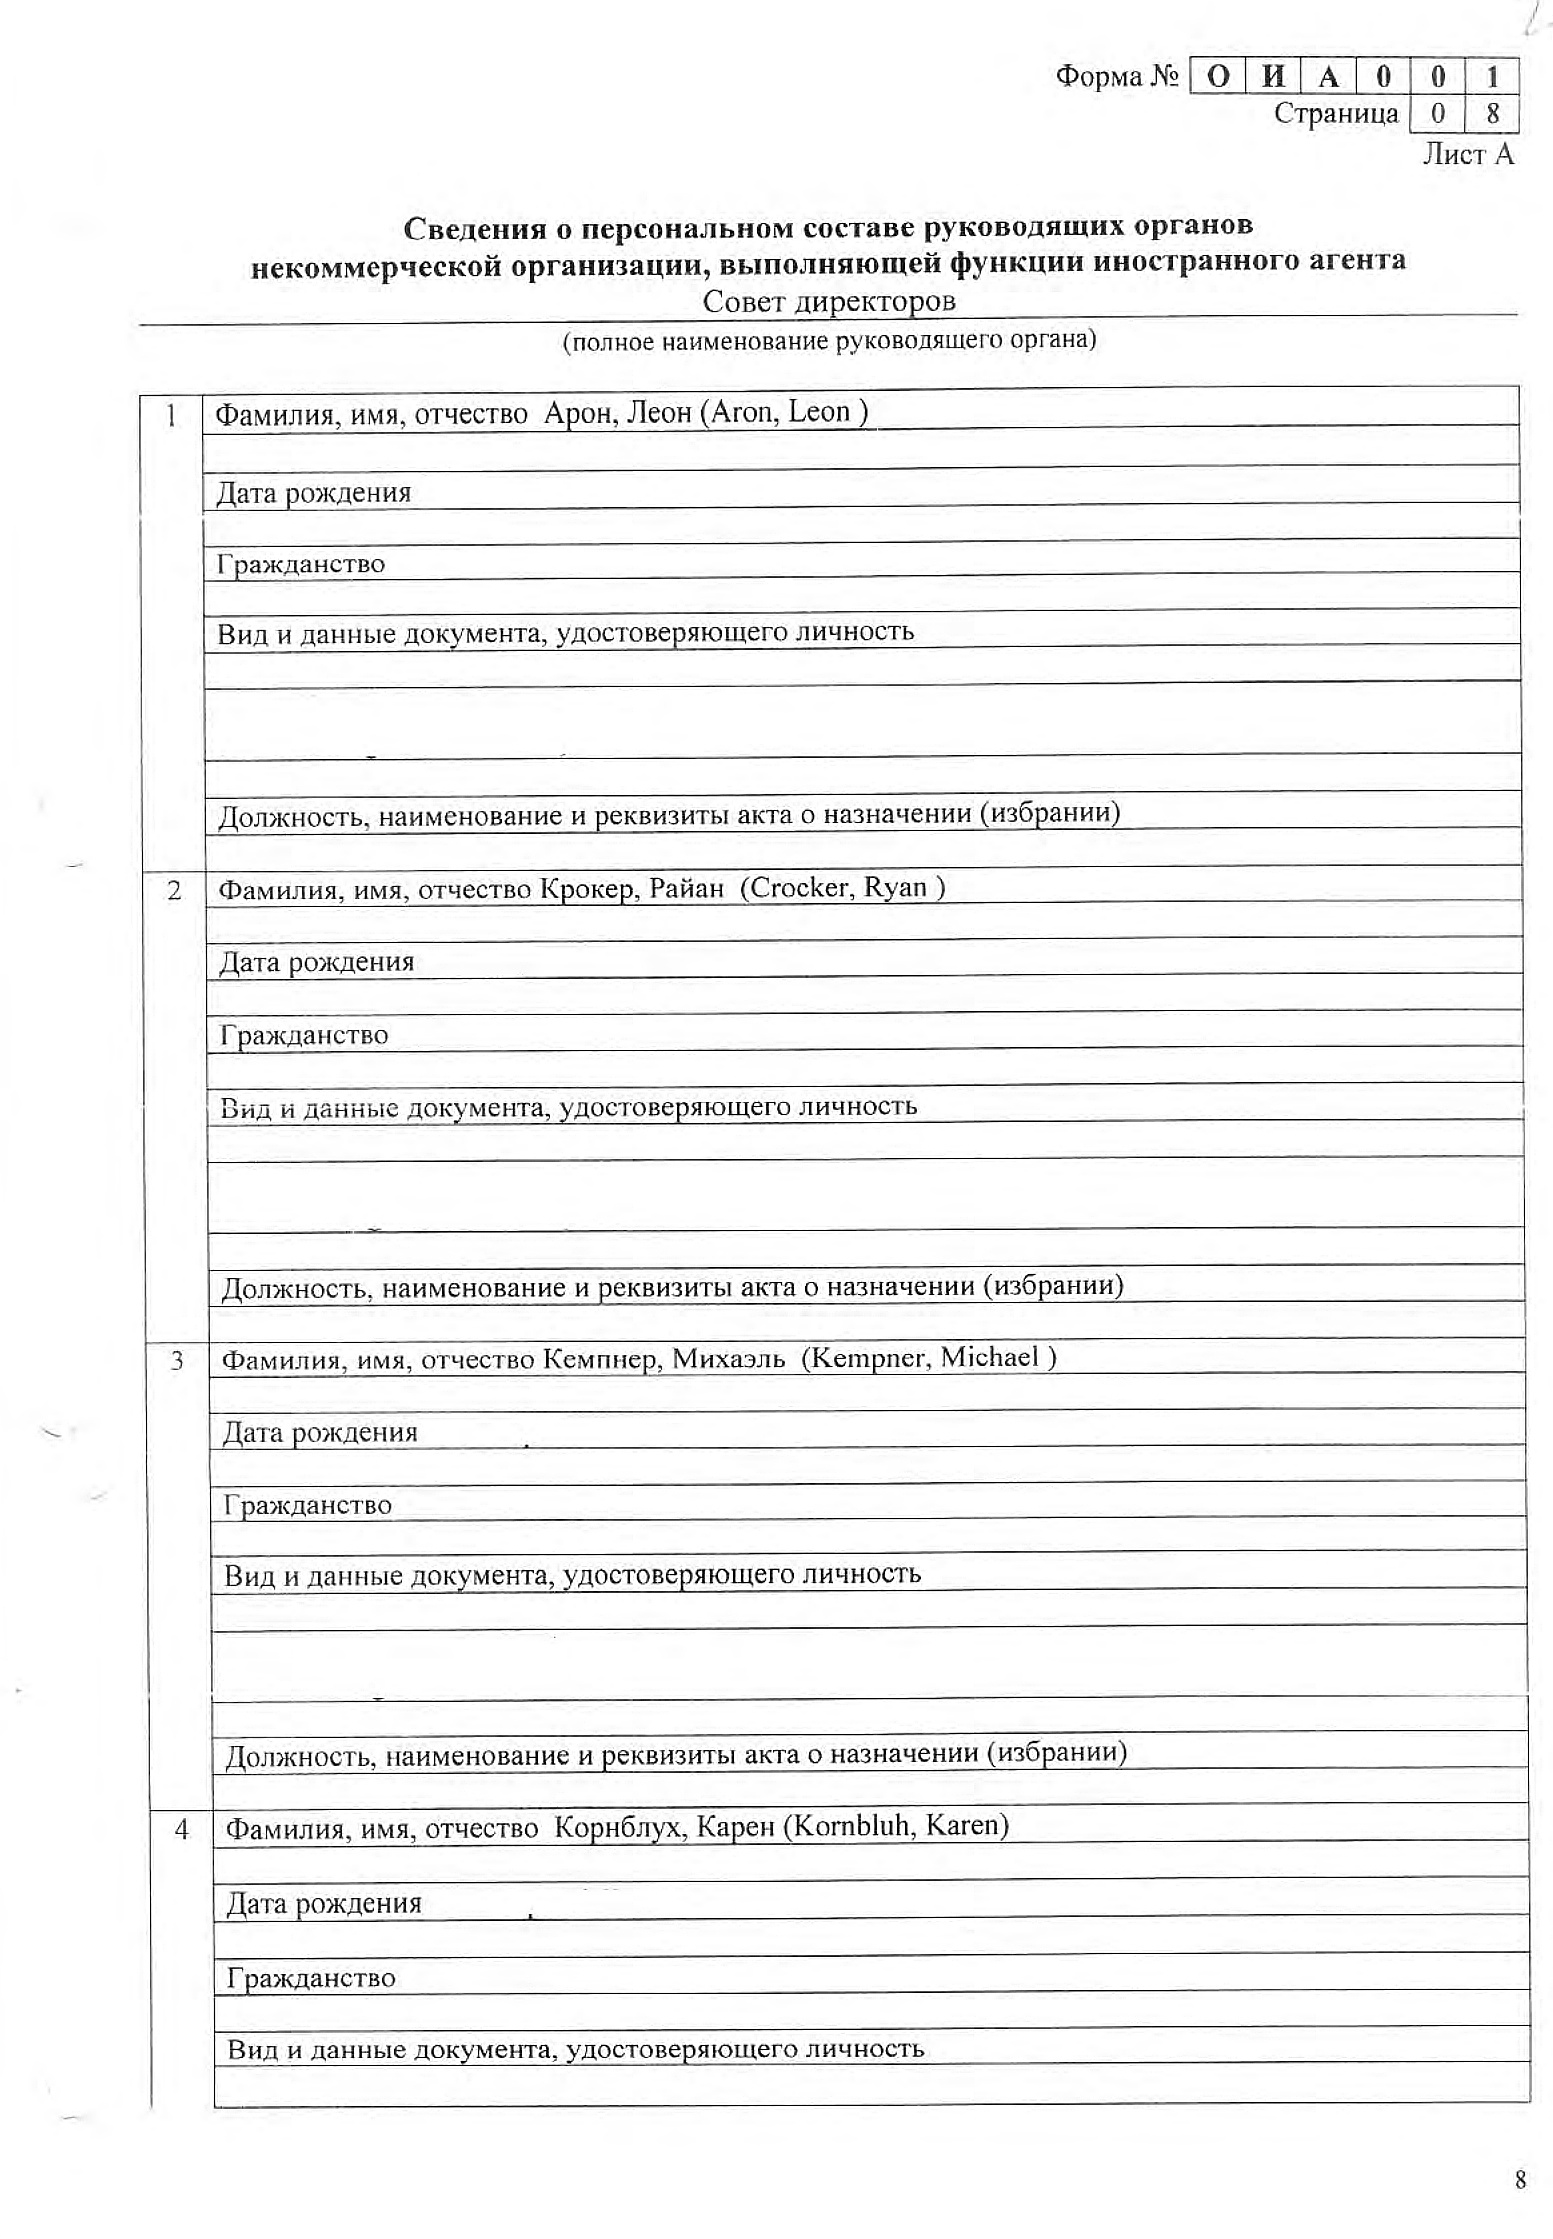 Форма № О И А 0 0 1
Страница 0 8
Лист А
Сведения о персональном составе руководящих органов
некоммерческой организации, выполняющей функции иностранного агента
Совет директоров
(полное наименование руководящего органа)
1 Фамилия, имя, отчество Арон, Леон (Aron, Leon )
Дата рождения
Гражданство
Вид и данные документа, удостоверяющего личность
Должность, наименование и реквизиты акта о назначении (избрании)
2 Фамилия, имя, отчество Крокер, Райан (Crocker, Ryan )
Дата рождения
Гражданство
Вид и данные документа, удостоверяющего личность
Должность, наименование и реквизиты акта о назначении (избрании)
3 Фамилия, имя, отчество Кемпнер, Михаэль (Kempner, Michael )
Дата рождения
Гражданство
Вид и данные документа, удостоверяющего личность
Должность, наименование и реквизиты акта о назначении (избрании)
4 Фамилия, имя, отчество Корнблух, Карен (Kornbluh, Karen)
Дата рождения
Гражданство
Вид и данные документа, удостоверяющего личность
8